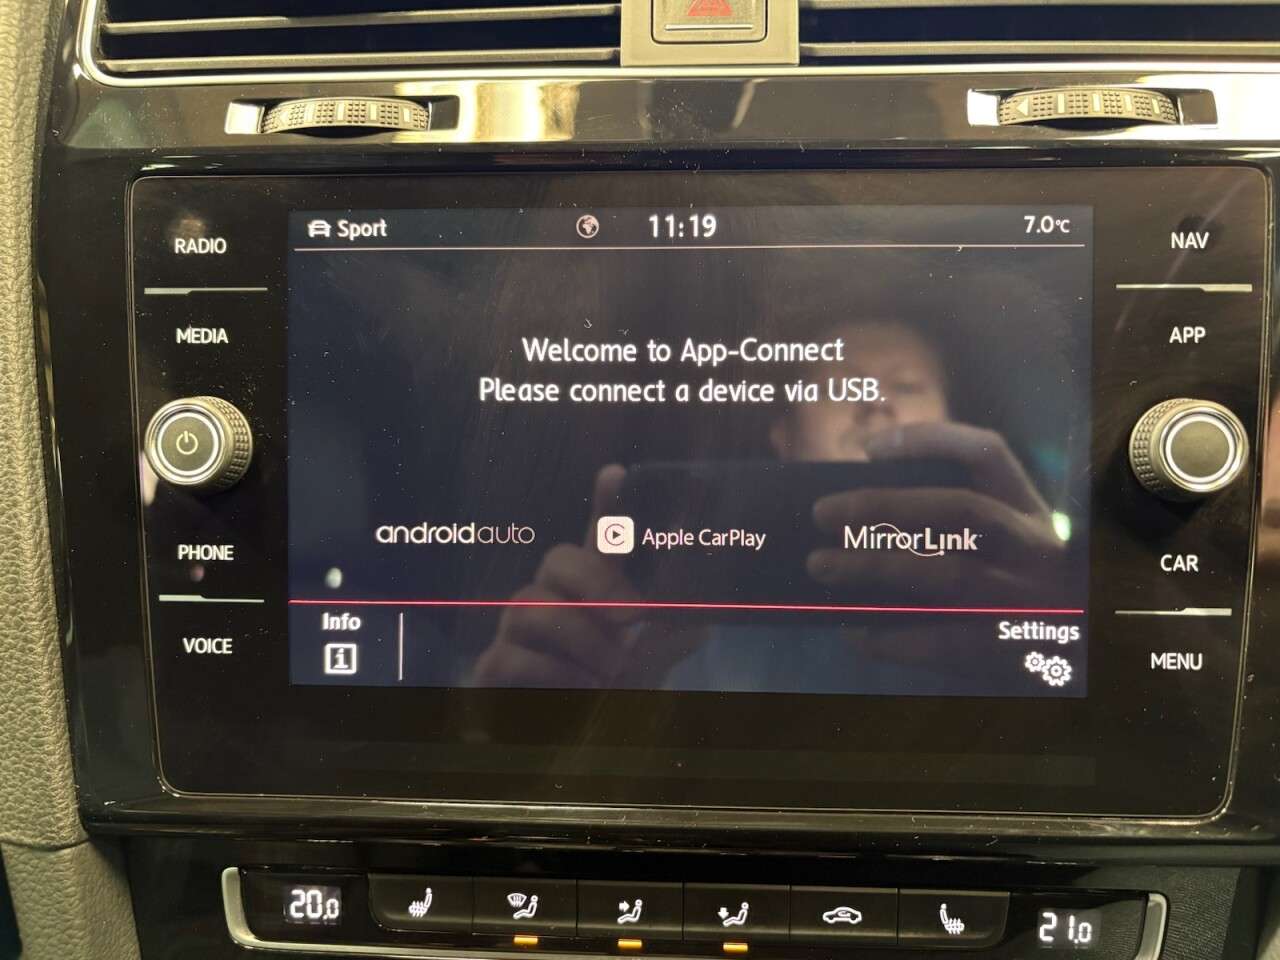 Sport
11:19
7.0°C
RADIO
MEDIA
PHONE
VOICE
Welcome to App-Connect
Please connect a device via USB.
androidauto
Apple CarPlay
MirrorLink
Info
i
Settings
NAV
APP
CAR
MENU
20.0
21.0